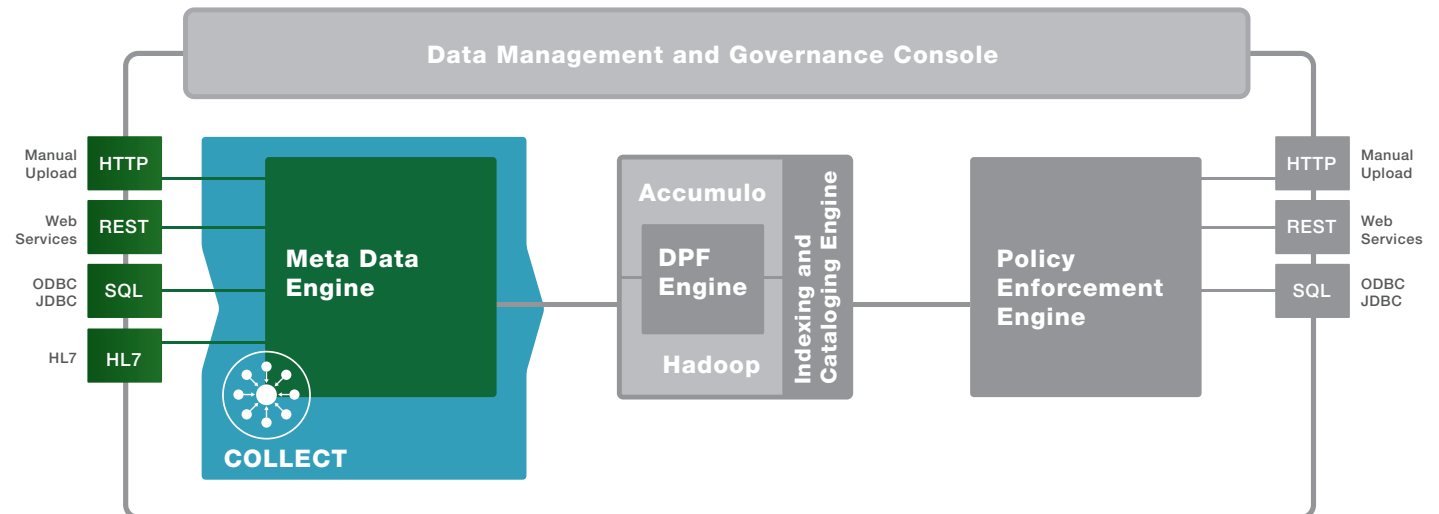 Data Management and Governance Console
Manual
Upload
HTTP
Web
Services
REST
ODBC
JDBC
SQL
HL7
HL7
Meta Data
Engine
COLLECT
Accumulo
DPF
Engine
Hadoop
Indexing and
Cataloging Engine
Policy
Enforcement
Engine
HTTP
Manual
Upload
REST
Web
Services
SQL
ODBC
JDBC